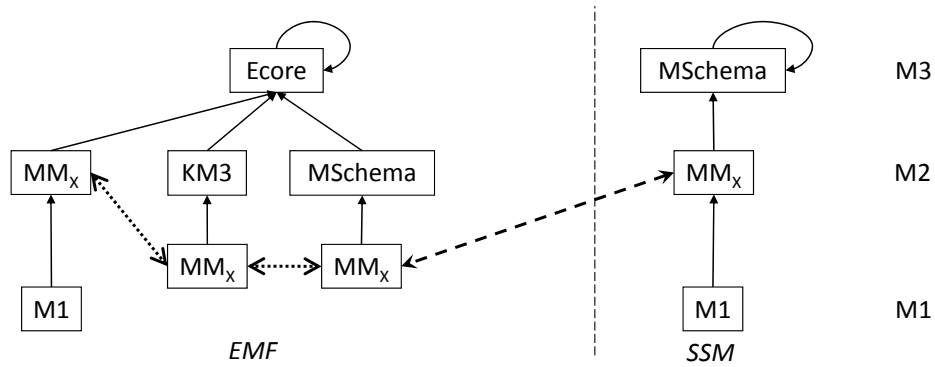 Ecore MSchema M3
MMX KM3 MSchema MMX M2
MMX MMX
M1 M1 M1
EMF SSM